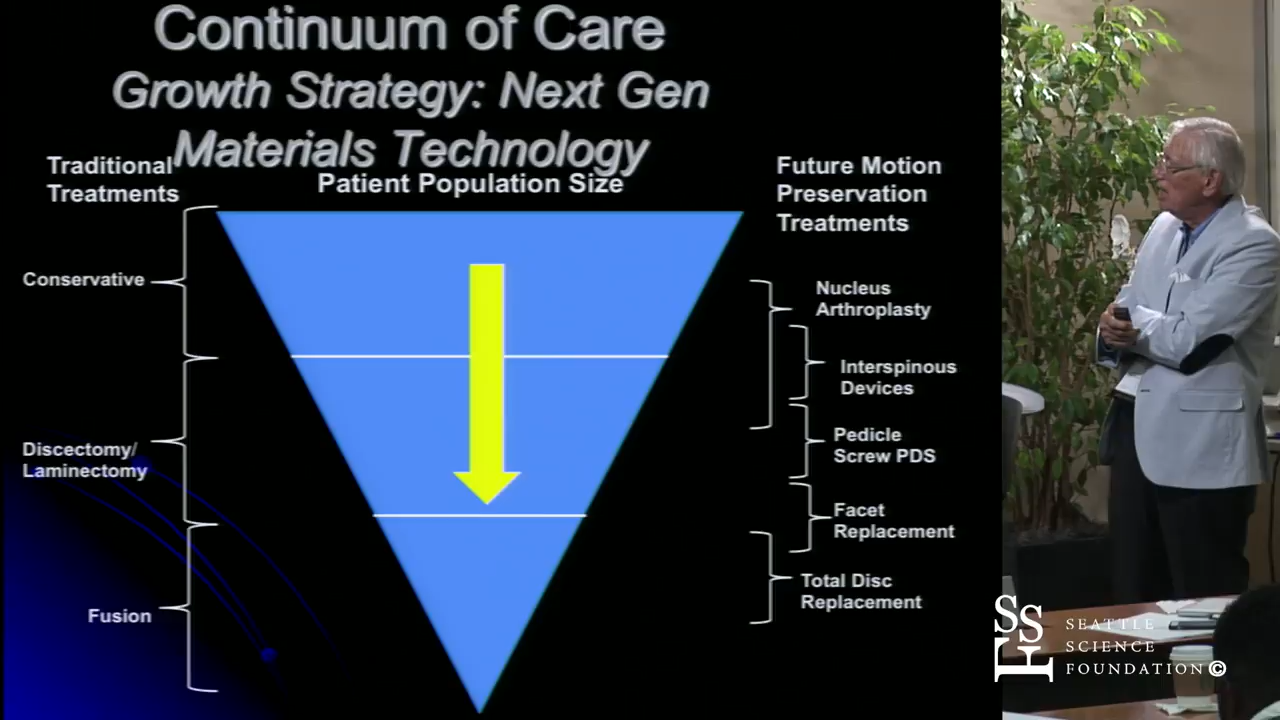 Continuum of Care
Growth Strategy: Next Gen
Materials Technology
Traditional
Treatments
Patient Population Size
Future Motion
Preservation
Treatments
Conservative
Discectomy/
Laminectomy
Fusion
Nucleus
Arthroplasty
Interspinous
Devices
Pedicle
Screw PDS
Facet
Replacement
Total Disc
Replacement
SSF
SEATTLE
SCIENCE
FOUNDATION©